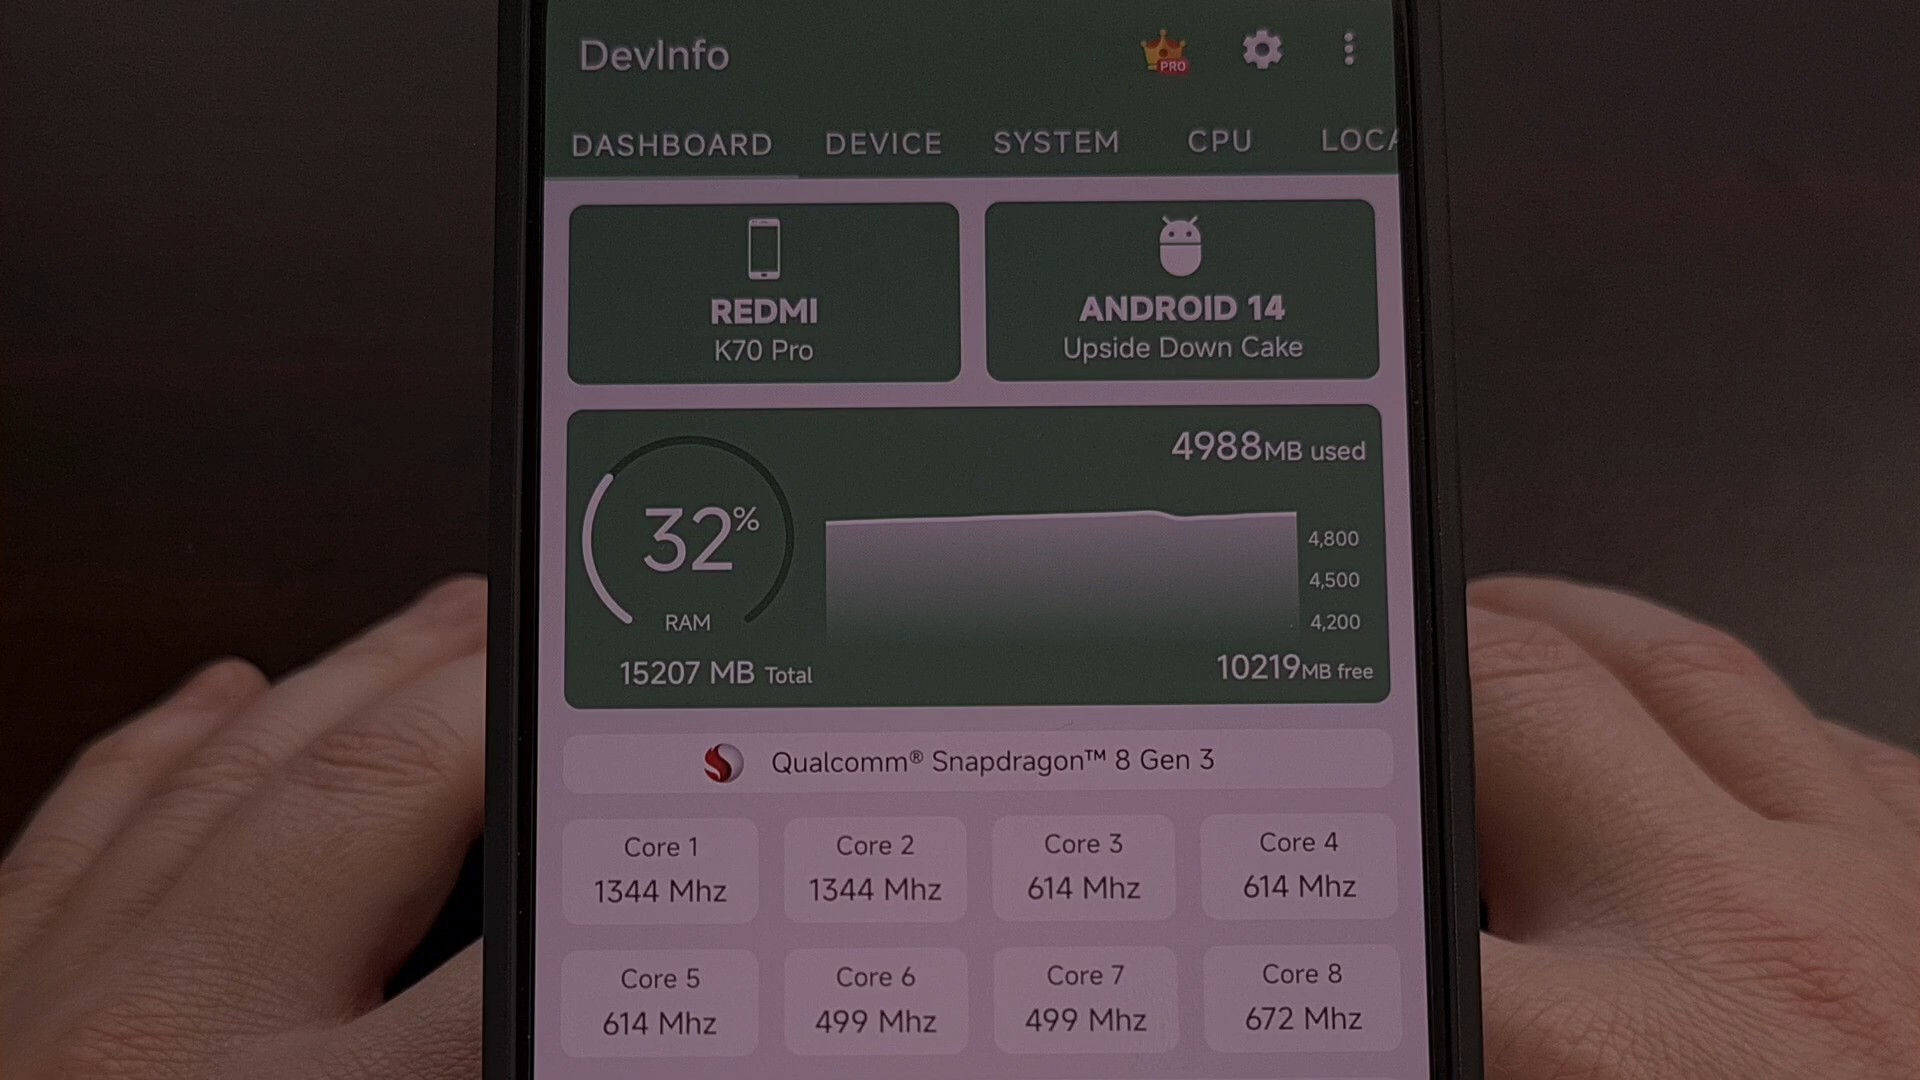 DevInfo
PRO
DASHBOARD DEVICE SYSTEM CPU LOCA
REDMI
K70 Pro
ANDROID 14
Upside Down Cake
32%
RAM
15207 MB Total
4988MB used
4,800
4,500
4,200
10219MB free
Qualcomm® Snapdragon™ 8 Gen 3
Core 1
1344 Mhz
Core 2
1344 Mhz
Core 3
614 Mhz
Core 4
614 Mhz
Core 5
614 Mhz
Core 6
499 Mhz
Core 7
499 Mhz
Core 8
672 Mhz